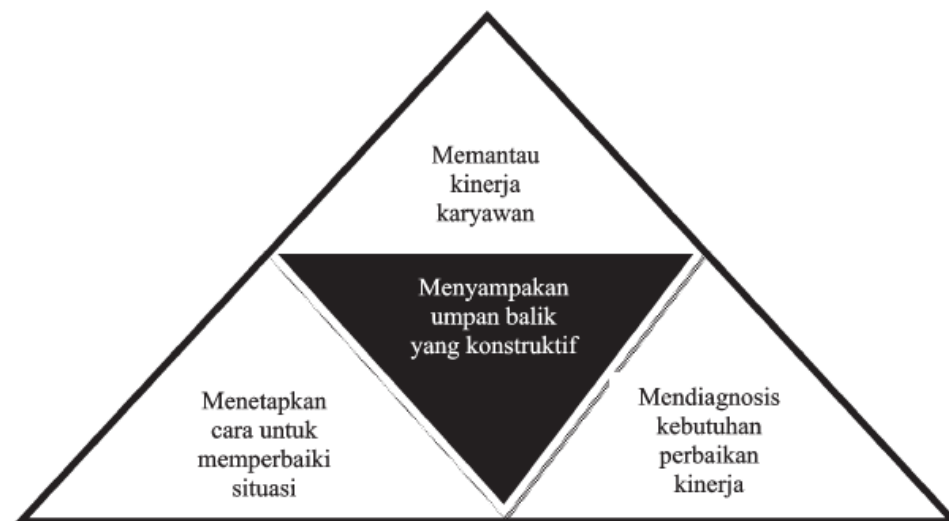 Memantau
kinerja
karyawan
Menyampakan
umpan balik
yang konstruktif
Menetapkan
cara untuk
memperbaiki
situasi
Mendiagnosis
kebutuhan
perbaikan
kinerja